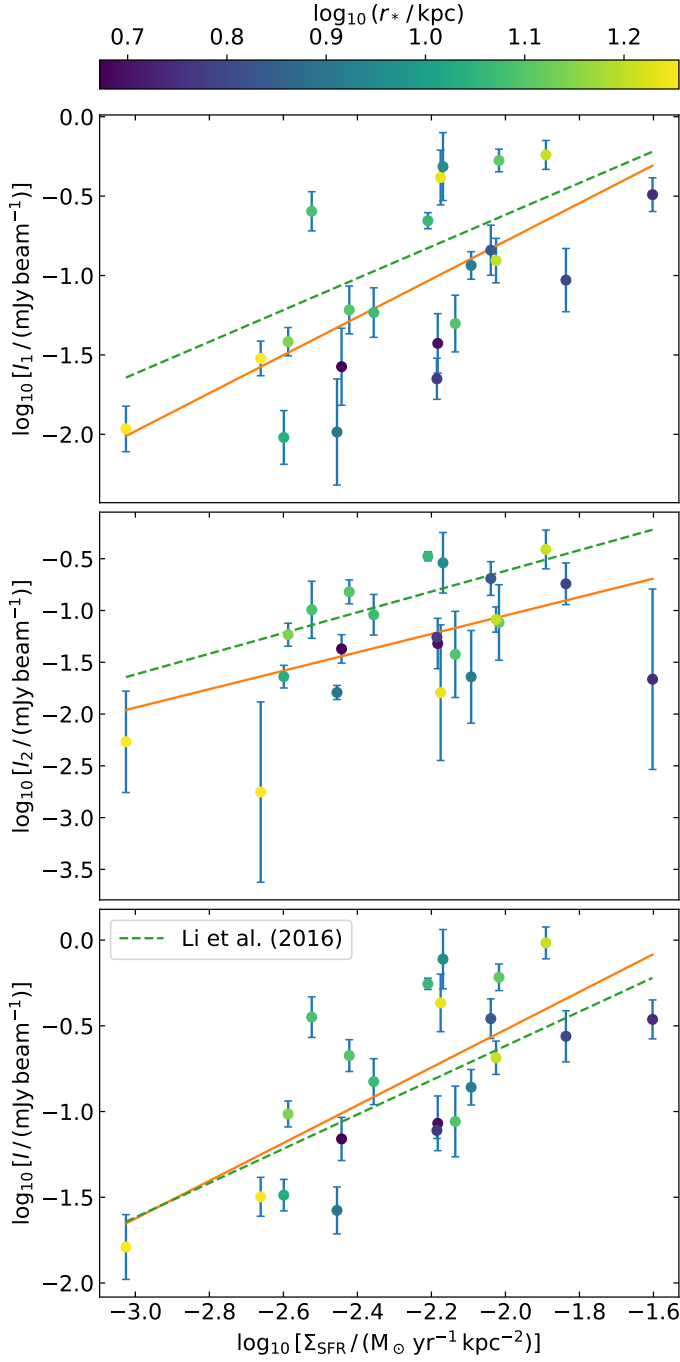 log₁₀ (r* / kpc)
0.7 0.8 0.9 1.0 1.1 1.2
log₁₀ [I₁ / (mJy beam⁻¹)]
0.0
−0.5
−1.0
−1.5
−2.0
log₁₀ [I₂ / (mJy beam⁻¹)]
−0.5
−1.0
−1.5
−2.0
−2.5
−3.0
−3.5
log₁₀ [I / (mJy beam⁻¹)]
Li et al. (2016)
0.0
−0.5
−1.0
−1.5
−2.0
−3.0 −2.8 −2.6 −2.4 −2.2 −2.0 −1.8 −1.6
log₁₀ [Σ_SFR / (M⊙ yr⁻¹ kpc⁻²)]